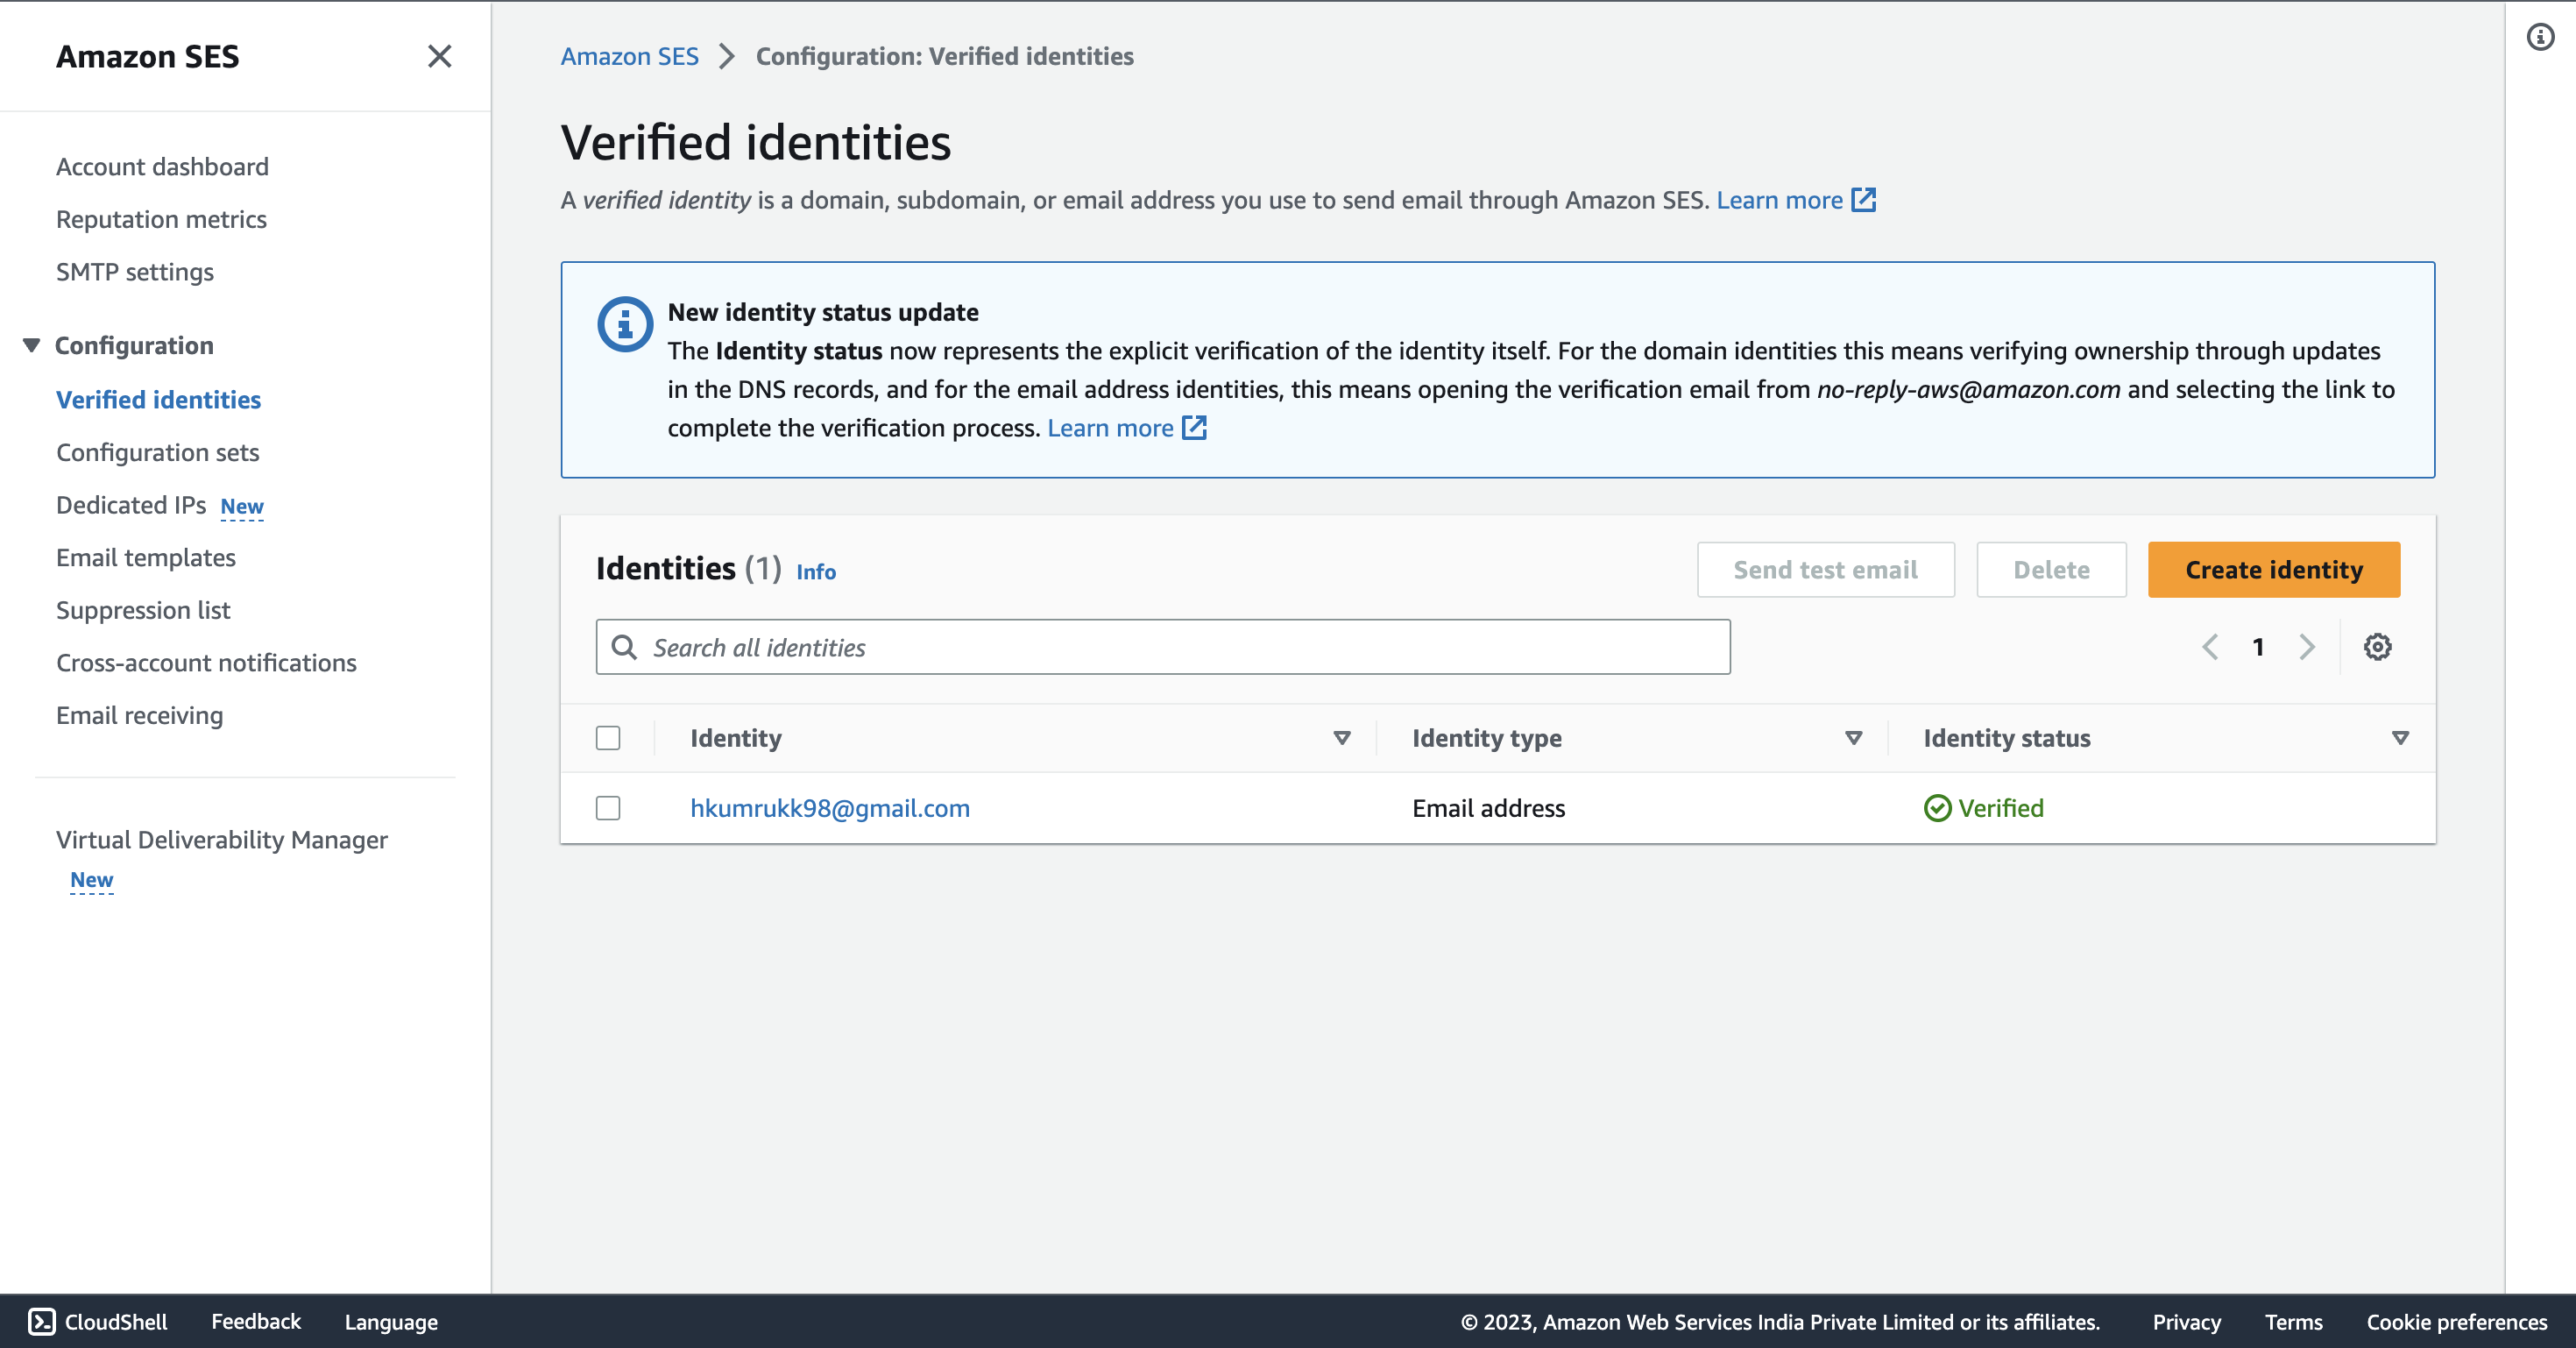 Amazon SES
Account dashboard
Reputation metrics
SMTP settings
Configuration
Verified identities
Configuration sets
Dedicated IPs New
Email templates
Suppression list
Cross-account notifications
Email receiving
Virtual Deliverability Manager
New
Amazon SES Configuration: Verified identities
Verified identities
A verified identity is a domain, subdomain, or email address you use to send email through Amazon SES. Learn more
New identity status update
The Identity status now represents the explicit verification of the identity itself. For the domain identities this means verifying ownership through updates
in the DNS records, and for the email address identities, this means opening the verification email from no-reply-aws@amazon.com and selecting the link to
complete the verification process. Learn more
Identities (1) Info
Send test email
Delete
Create identity
Search all identities
1
Identity Identity type Identity status
hkumrukk98@gmail.com Email address Verified
CloudShell Feedback Language © 2023, Amazon Web Services India Private Limited or its affiliates. Privacy Terms Cookie preferences